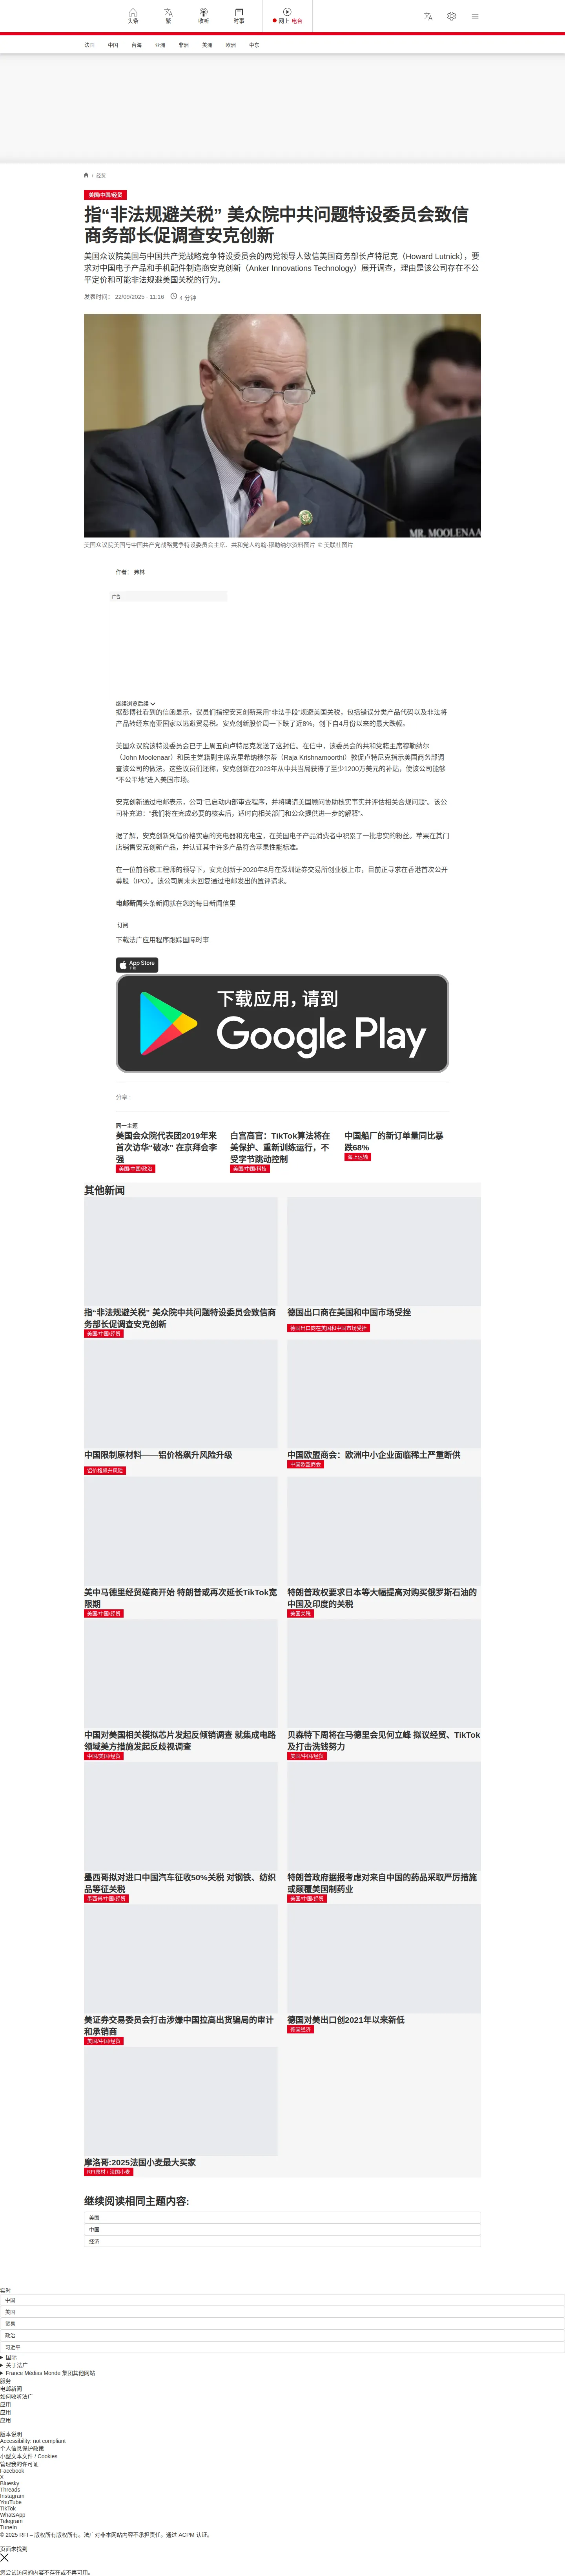 头条
繁
收听
时事
网上 电台
法国
中国
台海
亚洲
非洲
美洲
欧洲
中东
/ 经贸
美国/中国/经贸
指“非法规避关税” 美众院中共问题特设委员会致信
商务部长促调查安克创新
美国众议院美国与中国共产党战略竞争特设委员会的两党领导人致信美国商务部长卢特尼克（Howard Lutnick），要
求对中国电子产品和手机配件制造商安克创新（Anker Innovations Technology）展开调查，理由是该公司存在不公
平定价和可能非法规避美国关税的行为。
发表时间： 22/09/2025 - 11:16
4 分钟
MR. MOOLENAA
美国众议院美国与中国共产党战略竞争特设委员会主席、共和党人约翰·穆勒纳尔资料图片 © 美联社图片
作者： 弗林
广告
继续浏览后续
据彭博社看到的信函显示，议员们指控安克创新采用“非法手段”规避美国关税，包括错误分类产品代码以及非法将
产品转经东南亚国家以逃避贸易税。安克创新股价周一下跌了近8%，创下自4月份以来的最大跌幅。
美国众议院该特设委员会已于上周五向卢特尼克发送了这封信。在信中，该委员会的共和党籍主席穆勒纳尔
（John Moolenaar）和民主党籍副主席克里希纳穆尔蒂（Raja Krishnamoorthi）敦促卢特尼克指示美国商务部调
查该公司的做法。这些议员们还称，安克创新在2023年从中共当局获得了至少1200万美元的补贴，使该公司能够
“不公平地”进入美国市场。
安克创新通过电邮表示，公司“已启动内部审查程序，并将聘请美国顾问协助核实事实并评估相关合规问题”。该公
司补充道：“我们将在完成必要的核实后，适时向相关部门和公众提供进一步的解释”。
据了解，安克创新凭借价格实惠的充电器和充电宝，在美国电子产品消费者中积累了一批忠实的粉丝。苹果在其门
店销售安克创新产品，并认证其中许多产品符合苹果性能标准。
在一位前谷歌工程师的领导下，安克创新于2020年8月在深圳证券交易所创业板上市，目前正寻求在香港首次公开
募股（IPO）。该公司周末未回复通过电邮发出的置评请求。
电邮新闻头条新闻就在您的每日新闻信里
订阅
下载法广应用程序跟踪国际时事
App Store
下载
下载应用，请到
Google Play
分享 :
同一主题
美国会众院代表团2019年来
首次访华“破冰” 在京拜会李
强
美国/中国/政治
白宫高官：TikTok算法将在
美保护、重新训练运行，不
受字节跳动控制
美国/中国/科技
中国船厂的新订单量同比暴
跌68%
海上运输
其他新闻
指“非法规避关税” 美众院中共问题特设委员会致信商
务部长促调查安克创新
美国/中国/经贸
德国出口商在美国和中国市场受挫
德国出口商在美国和中国市场受挫
中国限制原材料——铝价格飙升风险升级
铝价格飙升风险
中国欧盟商会：欧洲中小企业面临稀土严重断供
中国欧盟商会
美中马德里经贸磋商开始 特朗普或再次延长TikTok宽
限期
美国/中国/经贸
特朗普政权要求日本等大幅提高对购买俄罗斯石油的
中国及印度的关税
美国关税
中国对美国相关模拟芯片发起反倾销调查 就集成电路
领域美方措施发起反歧视调查
中国/美国/经贸
贝森特下周将在马德里会见何立峰 拟议经贸、TikTok
及打击洗钱努力
美国/中国/经贸
墨西哥拟对进口中国汽车征收50%关税 对钢铁、纺织
品等征关税
墨西哥/中国/经贸
特朗普政府据报考虑对来自中国的药品采取严厉措施
或颠覆美国制药业
美国/中国/经贸
美证券交易委员会打击涉嫌中国拉高出货骗局的审计
和承销商
美国/中国/经贸
德国对美出口创2021年以来新低
德国经济
摩洛哥:2025法国小麦最大买家
RFI原材 / 法国小麦
继续阅读相同主题内容:
美国
中国
经济
实时
中国
美国
贸易
政治
习近平
国际
关于法广
France Médias Monde 集团其他网站
服务
电邮新闻
如何收听法广
应用
应用
应用
版本说明
Accessibility: not compliant
个人信息保护政策
小型文本文件 / Cookies
管理我的许可证
Facebook
X
Bluesky
Threads
Instagram
YouTube
TikTok
WhatsApp
Telegram
TuneIn
© 2025 RFI – 版权所有版权所有。法广对非本网站内容不承担责任。通过 ACPM 认证。
页面未找到
您尝试访问的内容不存在或不再可用。